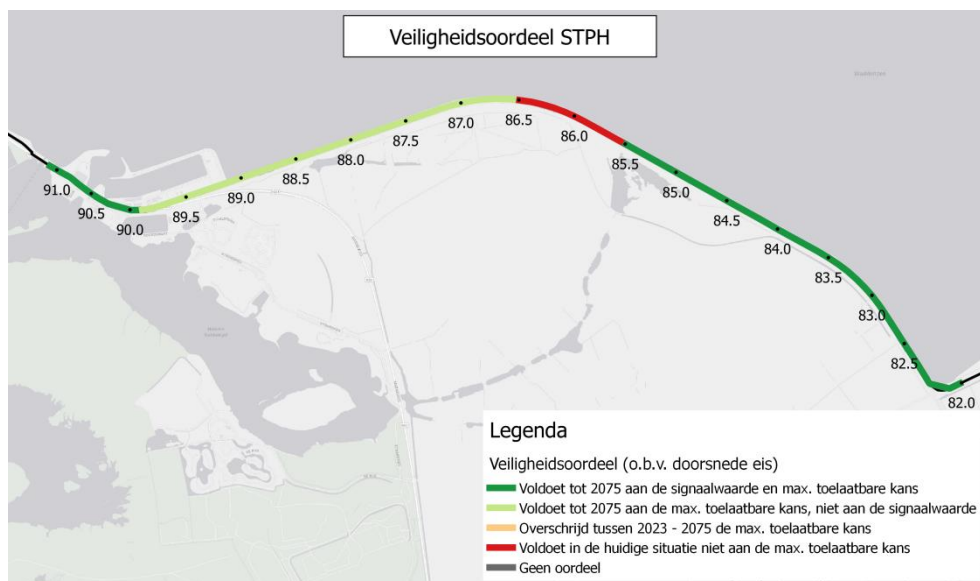 Veiligheidsoordeel STPH
91.0
90.5
90.0
89.5
89.0
88.5
88.0
87.5
87.0
86.5
86.0
85.5
85.0
84.5
84.0
83.5
83.0
82.5
82.0
Legenda
Veiligheidsoordeel (o.b.v. doorsnede eis)
Voldoet tot 2075 aan de signaalwaarde en max. toelaatbare kans
Voldoet tot 2075 aan de max. toelaatbare kans, niet aan de signaalwaarde
Overschrijd tussen 2023 - 2075 de max. toelaatbare kans
Voldoet in de huidige situatie niet aan de max. toelaatbare kans
Geen oordeel